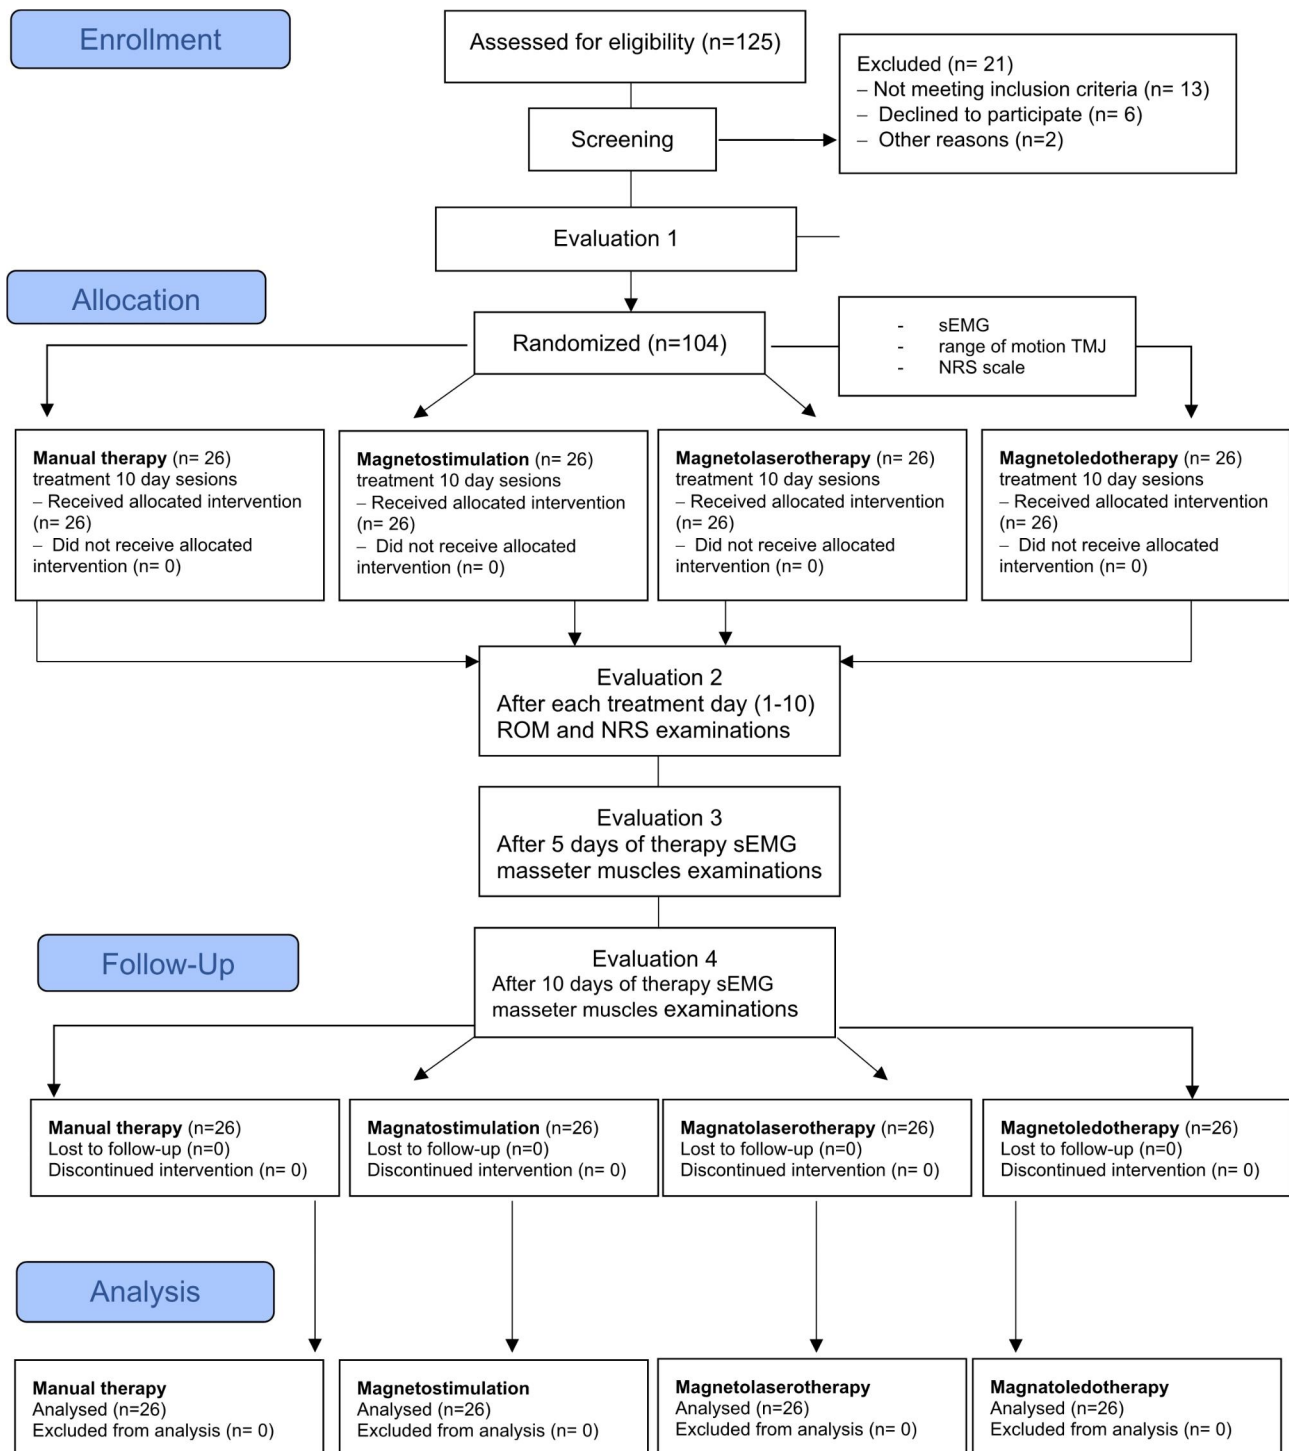 Enrollment
Assessed for eligibility (n=125)
Excluded (n= 21)
– Not meeting inclusion criteria (n= 13)
– Declined to participate (n= 6)
– Other reasons (n=2)
Screening
Evaluation 1
Allocation
Randomized (n=104)
- sEMG
- range of motion TMJ
- NRS scale
Manual therapy (n= 26)
treatment 10 day sesions
– Received allocated intervention
(n= 26)
– Did not receive allocated
intervention (n= 0)
Magnetostimulation (n= 26)
treatment 10 day sesions
– Received allocated intervention
(n= 26)
– Did not receive allocated
intervention (n= 0)
Magnetolaserotherapy (n= 26)
treatment 10 day sesions
– Received allocated intervention
(n= 26)
– Did not receive allocated
intervention (n= 0)
Magnetoledotherapy (n= 26)
treatment 10 day sesions
– Received allocated intervention
(n= 26)
– Did not receive allocated
intervention (n= 0)
Evaluation 2
After each treatment day (1-10)
ROM and NRS examinations
Evaluation 3
After 5 days of therapy sEMG
masseter muscles examinations
Follow-Up
Evaluation 4
After 10 days of therapy sEMG
masseter muscles examinations
Manual therapy (n=26)
Lost to follow-up (n=0)
Discontinued intervention (n= 0)
Magnatostimulation (n=26)
Lost to follow-up (n=0)
Discontinued intervention (n= 0)
Magnatolaserotherapy (n=26)
Lost to follow-up (n=0)
Discontinued intervention (n= 0)
Magnetoledotherapy (n=26)
Lost to follow-up (n=0)
Discontinued intervention (n= 0)
Analysis
Manual therapy
Analysed (n=26)
Excluded from analysis (n= 0)
Magnetostimulation
Analysed (n=26)
Excluded from analysis (n= 0)
Magnetolaserotherapy
Analysed (n=26)
Excluded from analysis (n= 0)
Magnatoledotherapy
Analysed (n=26)
Excluded from analysis (n= 0)